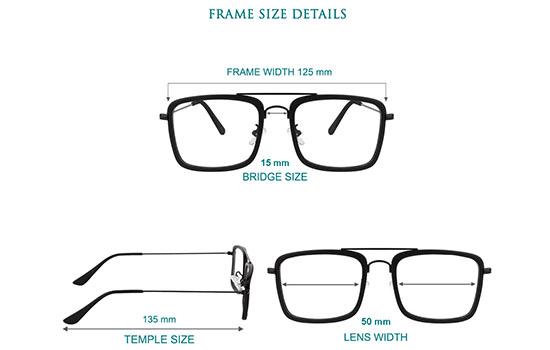 FRAME SIZE DETAILS
FRAME WIDTH 125 mm
15 mm
BRIDGE SIZE
135 mm
TEMPLE SIZE
50 mm
LENS WIDTH